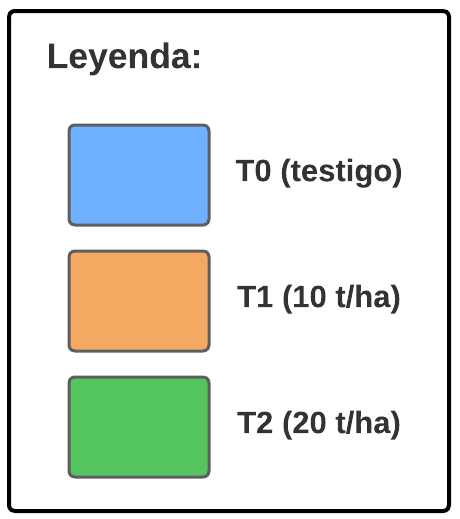 Leyenda:
T0 (testigo)
T1 (10 t/ha)
T2 (20 t/ha)